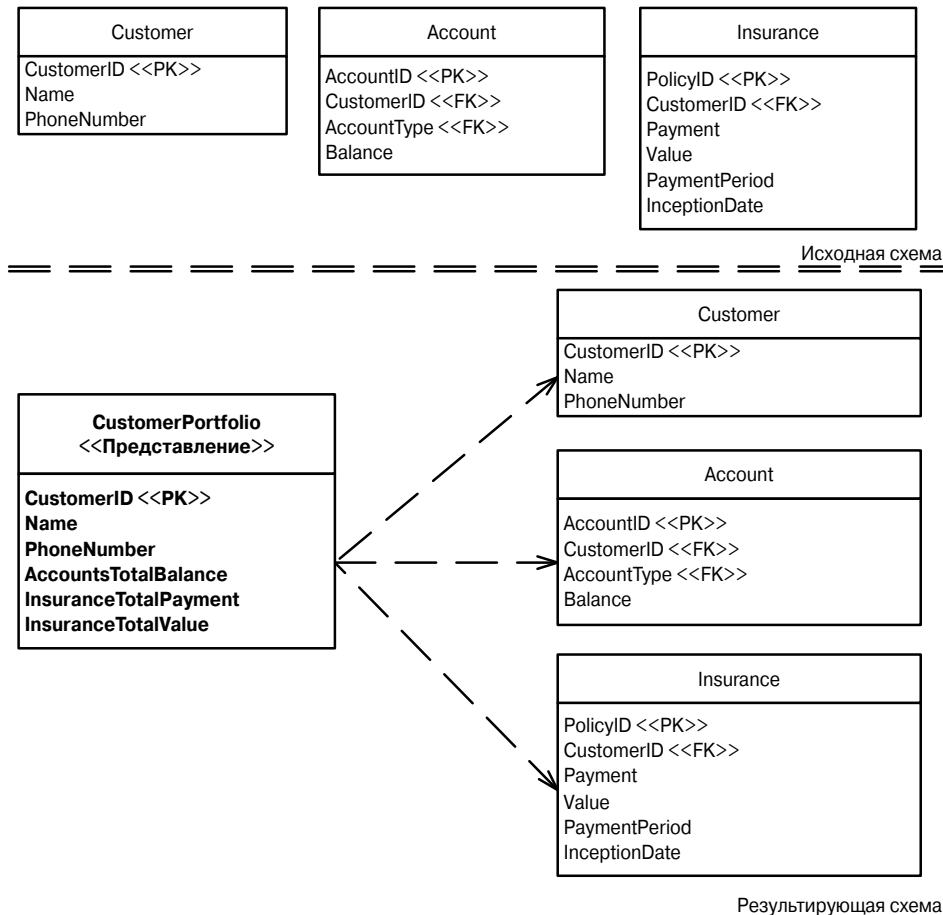 Customer
CustomerID <<PK>>
Name
PhoneNumber
Account
AccountID <<PK>>
CustomerID <<FK>>
AccountType <<FK>>
Balance
Insurance
PolicyID <<PK>>
CustomerID <<FK>>
Payment
Value
PaymentPeriod
InceptionDate
Исходная схема
CustomerPortfolio
<<Представление>>
CustomerID <<PK>>
Name
PhoneNumber
AccountsTotalBalance
InsuranceTotalPayment
InsuranceTotalValue
Customer
CustomerID <<PK>>
Name
PhoneNumber
Account
AccountID <<PK>>
CustomerID <<FK>>
AccountType <<FK>>
Balance
Insurance
PolicyID <<PK>>
CustomerID <<FK>>
Payment
Value
PaymentPeriod
InceptionDate
Результирующая схема